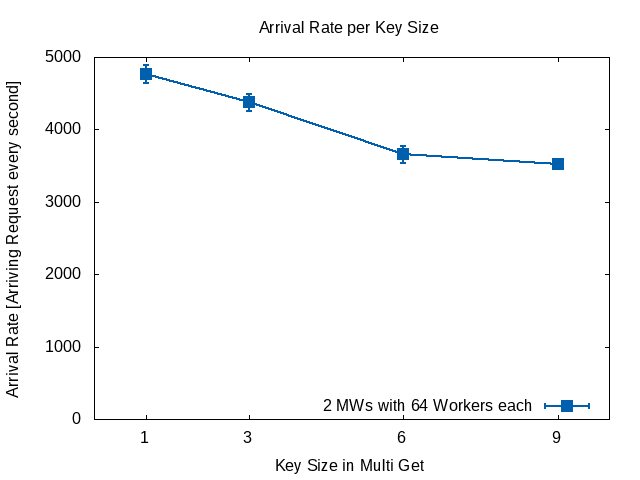 Arrival Rate per Key Size
Arrival Rate [Arriving Request every second]
5000
4000
3000
2000
1000
0
2 MWs with 64 Workers each
1 3 6 9
Key Size in Multi Get